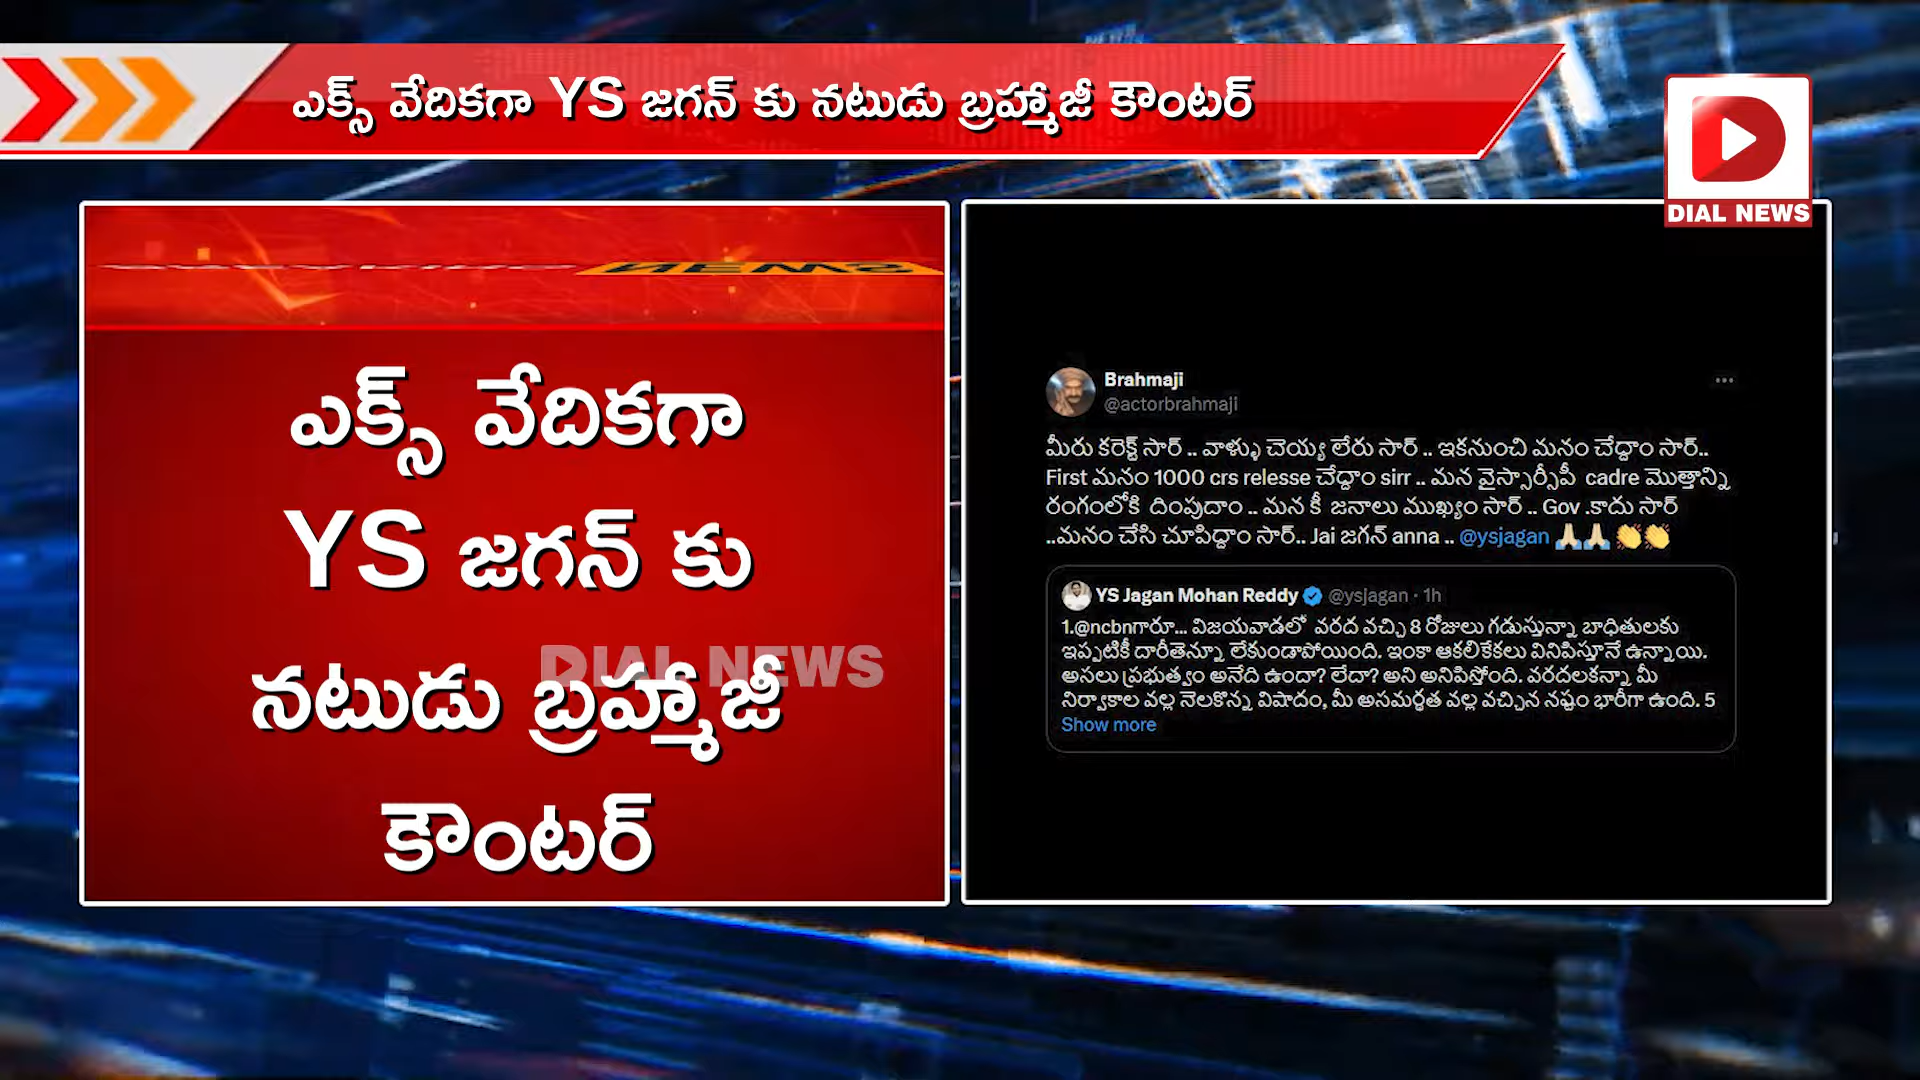 ఎక్స్ వేదికగా YS జగన్ కు నటుడు బ్రహ్మాజీ కౌంటర్
DIAL NEWS
NEWS
ఎక్స్ వేదికగా
YS జగన్ కు
నటుడు బ్రహ్మాజీ
కౌంటర్
DIAL NEWS
Brahmaji
@actorbrahmaji
మీరు కరెక్ట్ సార్ .. వాళ్ళు చెయ్య లేరు సార్ .. ఇకనుంచి మనం చేద్దాం సార్..
First మనం 1000 crs relesse చేద్దాం sirr .. మన వైస్సార్సీపీ cadre మొత్తాన్ని
రంగంలోకి దింపుదాం .. మన కీ జనాలు ముఖ్యం సార్ .. Gov .కాదు సార్
..మనం చేసి చూపిద్దాం సార్.. Jai జగన్ anna .. @ysjagan 🙏🏻🙏🏻 👏👏
YS Jagan Mohan Reddy @ysjagan · 1h
1.@ncbnగారూ... విజయవాడలో వరద వచ్చి 8 రోజులు గడుస్తున్నా బాధితులకు
ఇప్పటికీ దారీతెన్నూ లేకుండాపోయింది. ఇంకా ఆకలికేకలు వినిపిస్తూనే ఉన్నాయి.
అసలు ప్రభుత్వం అనేది ఉందా? లేదా? అని అనిపిస్తోంది. వరదలకన్నా మీ
నిర్వాకాల వల్ల నెలకొన్న విషాదం, మీ అసమర్థత వల్ల వచ్చిన నష్టం భారీగా ఉంది. 5
Show more